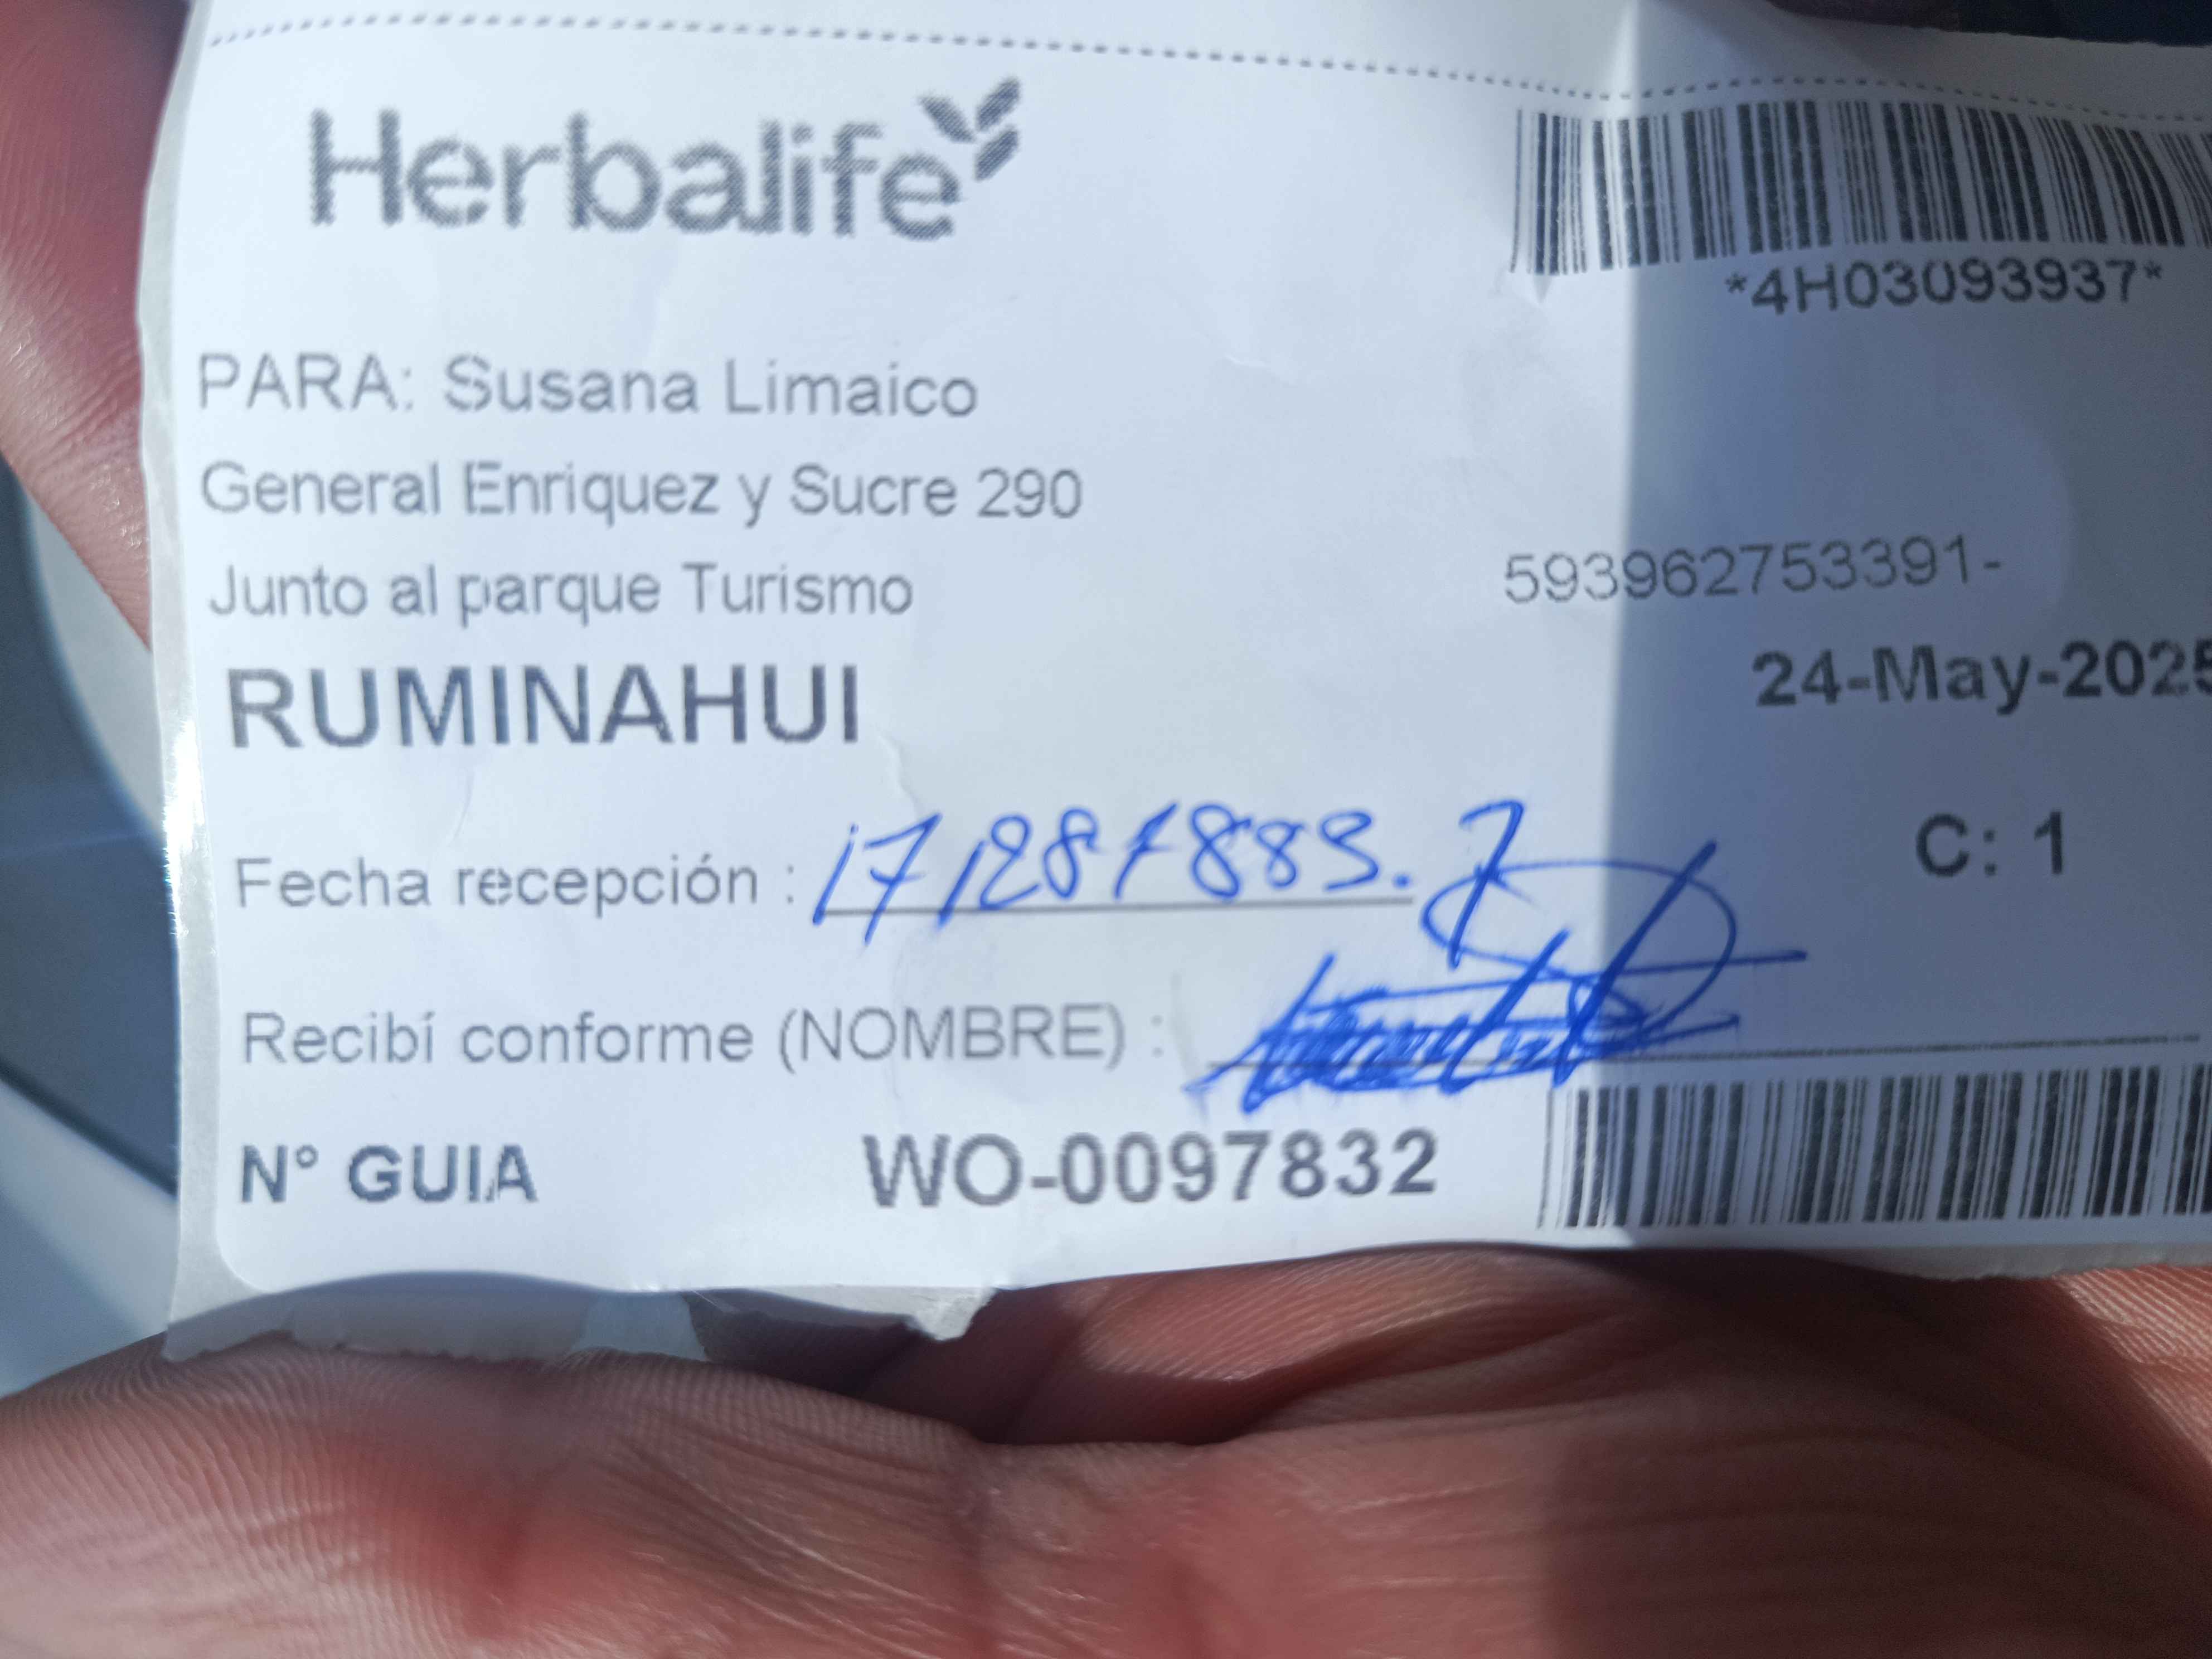 Herbalife
*4H03093937*
PARA: Susana Limaico
General Enriquez y Sucre 290
Junto al parque Turismo
593962753391-
RUMINAHUI
24-May-2025
C: 1
Fecha recepción : 171281883.7
Recibí conforme (NOMBRE) :
N° GUIA WO-0097832